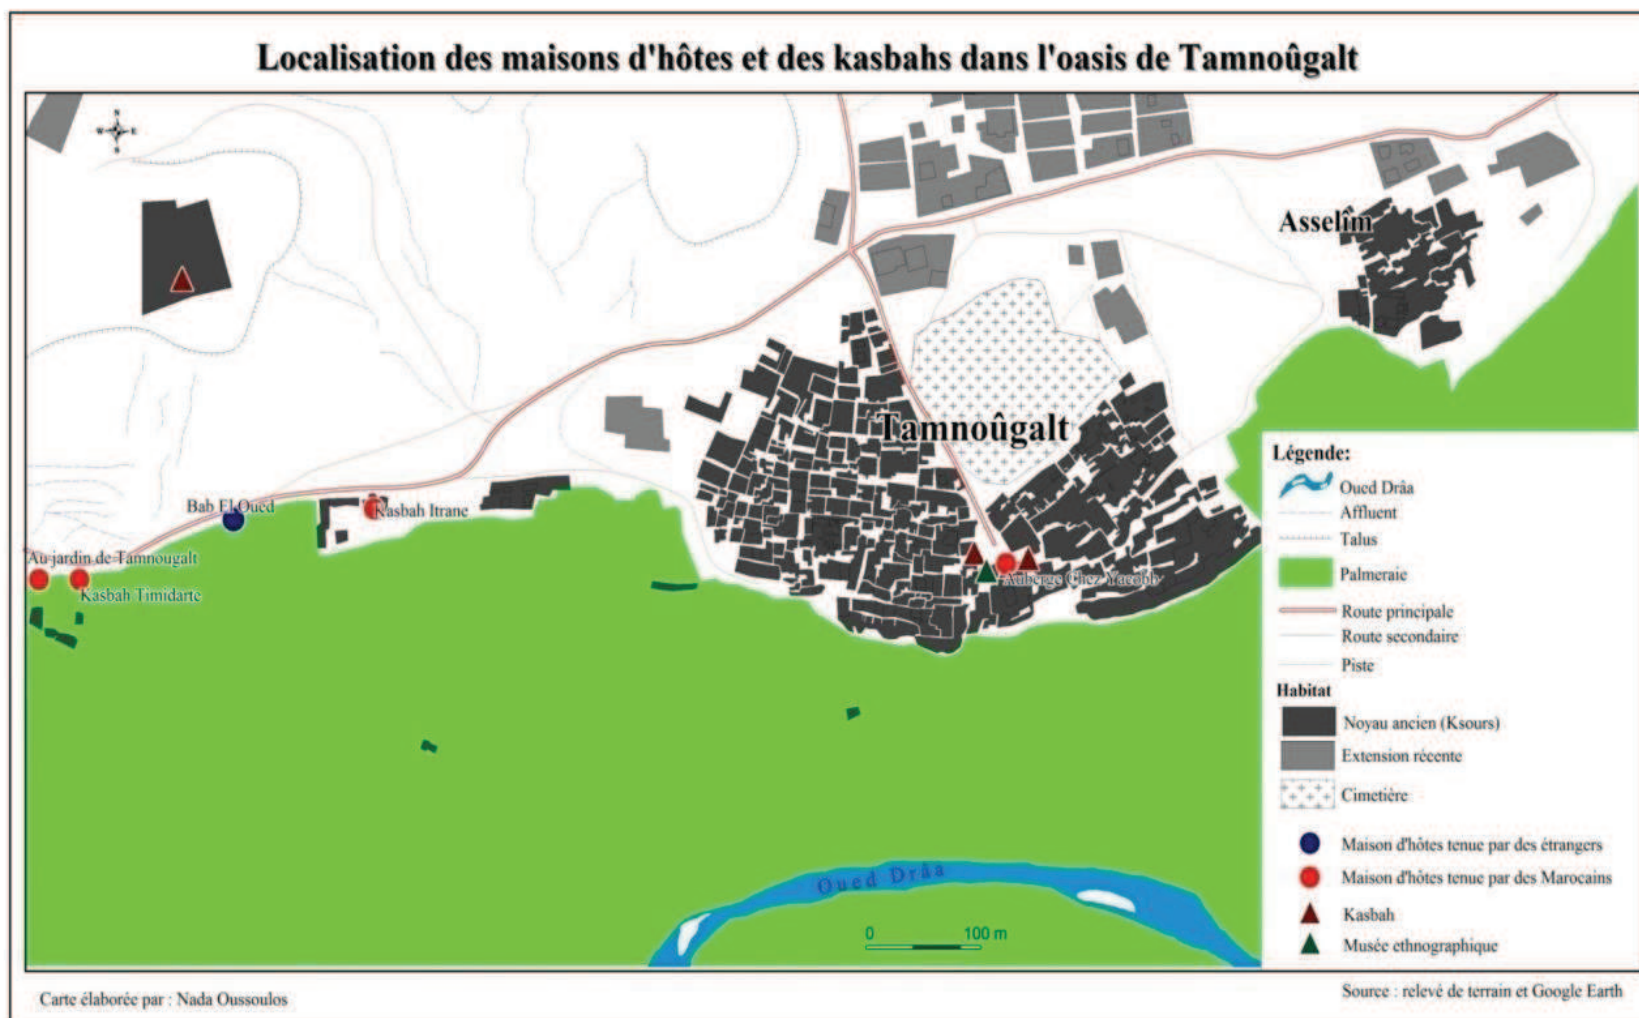 Localisation des maisons d'hôtes et des kasbahs dans l'oasis de Tamnoûgalt
N
W E
S
Asselîm
Tamnoûgalt
Bab El Oued
Kasbah Itrane
Au jardin de Tamnougalt
Kasbah Timidarte
Auberge Chez Yacobb
Oued Drâa
0 100 m
Légende:
Oued Drâa
Affluent
Talus
Palmeraie
Route principale
Route secondaire
Piste
Habitat
Noyau ancien (Ksours)
Extension récente
Cimetière
Maison d'hôtes tenue par des étrangers
Maison d'hôtes tenue par des Marocains
Kasbah
Musée ethnographique
Carte élaborée par : Nada Oussoulos
Source : relevé de terrain et Google Earth